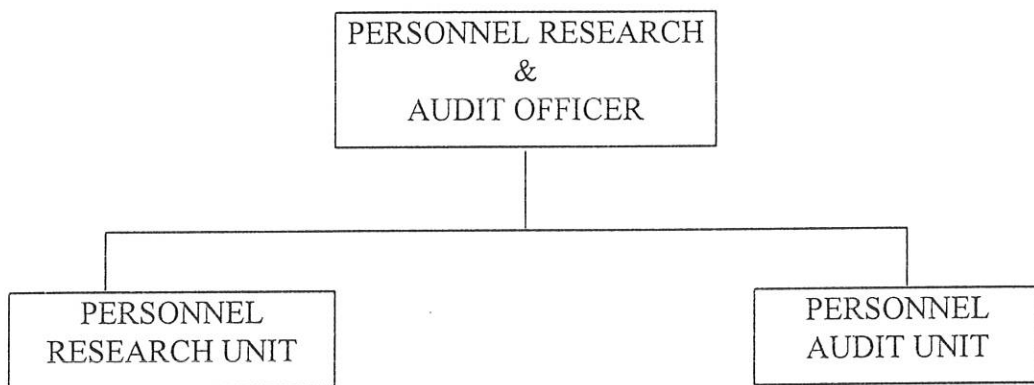 PERSONNEL RESEARCH
&
AUDIT OFFICER
PERSONNEL
RESEARCH UNIT
PERSONNEL
AUDIT UNIT